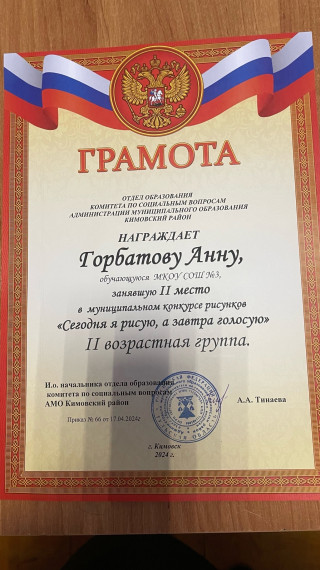 ГРАМОТА
ОТДЕЛ ОБРАЗОВАНИЯ
КОМИТЕТА ПО СОЦИАЛЬНЫМ ВОПРОСАМ
АДМИНИСТРАЦИИ МУНИЦИПАЛЬНОГО ОБРАЗОВАНИЯ
КИМОВСКИЙ РАЙОН
НАГРАЖДАЕТ
Горбатову Анну,
обучающуюся МКОУ СОШ №3,
занявшую II место
в муниципальном конкурсе рисунков
«Сегодня я рисую, а завтра голосую»
II возрастная группа.
И.о. начальника отдела образования
комитета по социальным вопросам
АМО Кимовский район
А.А. Тинаева
Приказ № 66 от 17.04.2024г
г. Кимовск
2024 г.